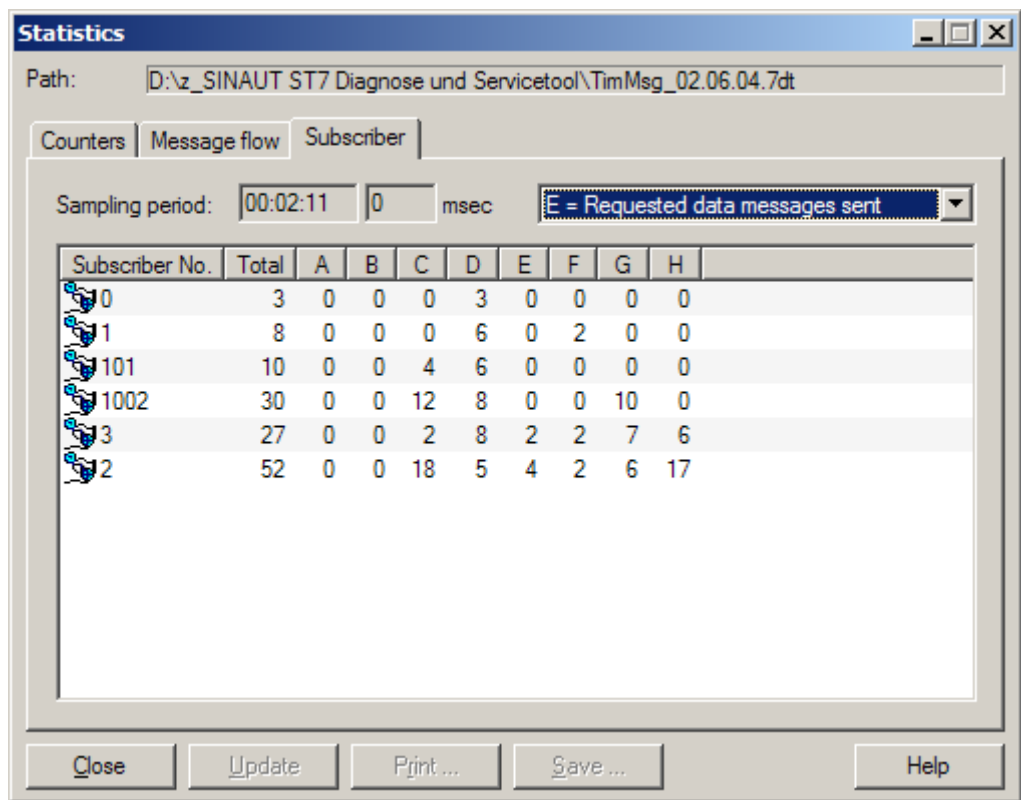 Statistics
Path: D:\z_SINAUT ST7 Diagnose und Servicetool\TimMsg_02.06.04.7dt
Counters Message flow Subscriber
Sampling period: 00:02:11 0 msec E = Requested data messages sent
Subscriber No. Total A B C D E F G H
0 3 0 0 0 3 0 0 0 0
1 8 0 0 0 6 0 2 0 0
101 10 0 0 4 6 0 0 0 0
1002 30 0 0 12 8 0 0 10 0
3 27 0 0 2 8 2 2 7 6
2 52 0 0 18 5 4 2 6 17
Close Update Print ... Save ... Help